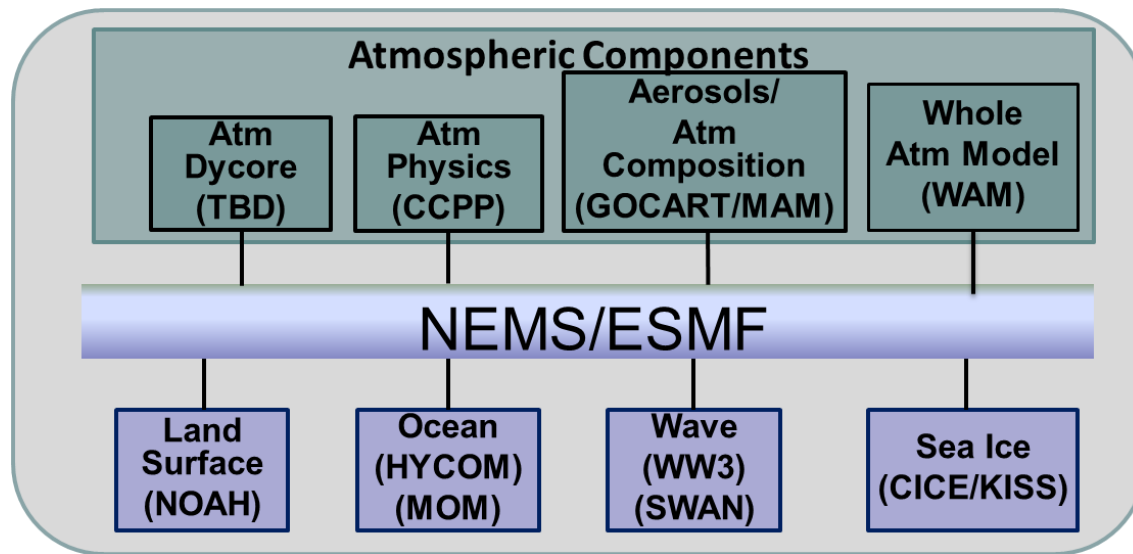 Atmospheric Components
Atm
Dycore
(TBD)
Atm
Physics
(CCPP)
Aerosols/
Atm
Composition
(GOCART/MAM)
Whole
Atm Model
(WAM)
NEMS/ESMF
Land
Surface
(NOAH)
Ocean
(HYCOM)
(MOM)
Wave
(WW3)
(SWAN)
Sea Ice
(CICE/KISS)